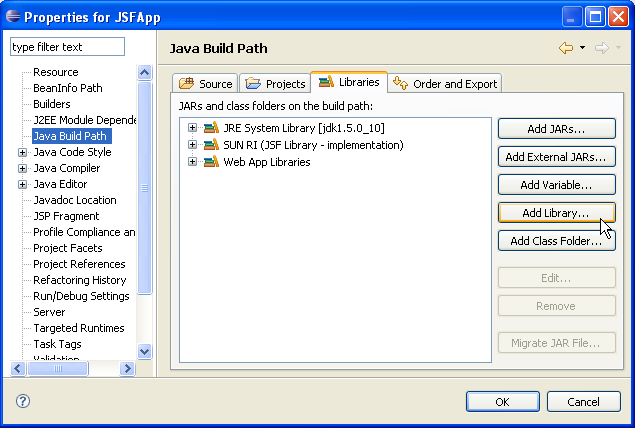 Properties for JSFApp
type filter text
Resource
BeanInfo Path
Builders
J2EE Module Depende
Java Build Path
Java Code Style
Java Compiler
Java Editor
Javadoc Location
JSP Fragment
Profile Compliance an
Project Facets
Project References
Refactoring History
Run/Debug Settings
Server
Targeted Runtimes
Task Tags
Validation
Java Build Path
Source Projects Libraries Order and Export
JARs and class folders on the build path:
JRE System Library [jdk1.5.0_10]
SUN RI (JSF Library - implementation)
Web App Libraries
Add JARs...
Add External JARs...
Add Variable...
Add Library...
Add Class Folder...
Edit...
Remove
Migrate JAR File...
?
OK Cancel